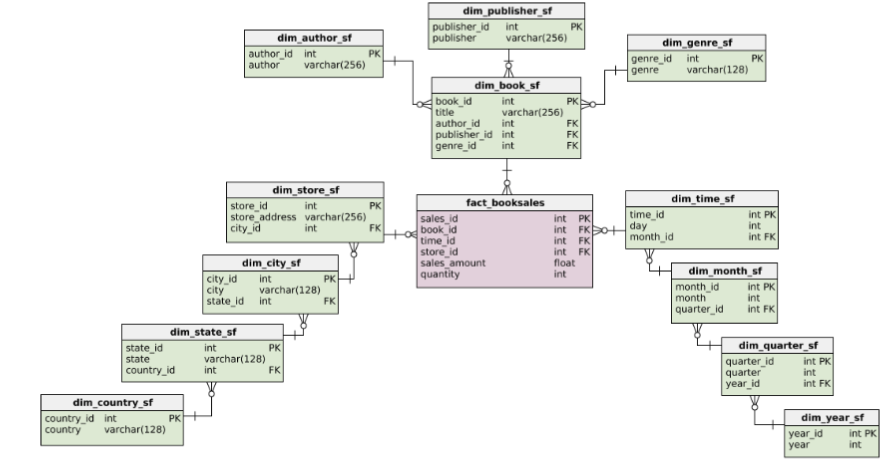 dim_publisher_sf
publisher_id int PK
publisher varchar(256)
dim_author_sf
author_id int PK
author varchar(256)
dim_genre_sf
genre_id int PK
genre varchar(128)
dim_book_sf
book_id int PK
title varchar(256)
author_id int FK
publisher_id int FK
genre_id int FK
dim_store_sf
store_id int PK
store_address varchar(256)
city_id int FK
fact_booksales
sales_id int PK
book_id int FK
time_id int FK
store_id int FK
sales_amount float
quantity int
dim_time_sf
time_id int PK
day int
month_id int FK
dim_city_sf
city_id int PK
city varchar(128)
state_id int FK
dim_month_sf
month_id int PK
month int
quarter_id int FK
dim_state_sf
state_id int PK
state varchar(128)
country_id int FK
dim_quarter_sf
quarter_id int PK
quarter int
year_id int FK
dim_country_sf
country_id int PK
country varchar(128)
dim_year_sf
year_id int PK
year int